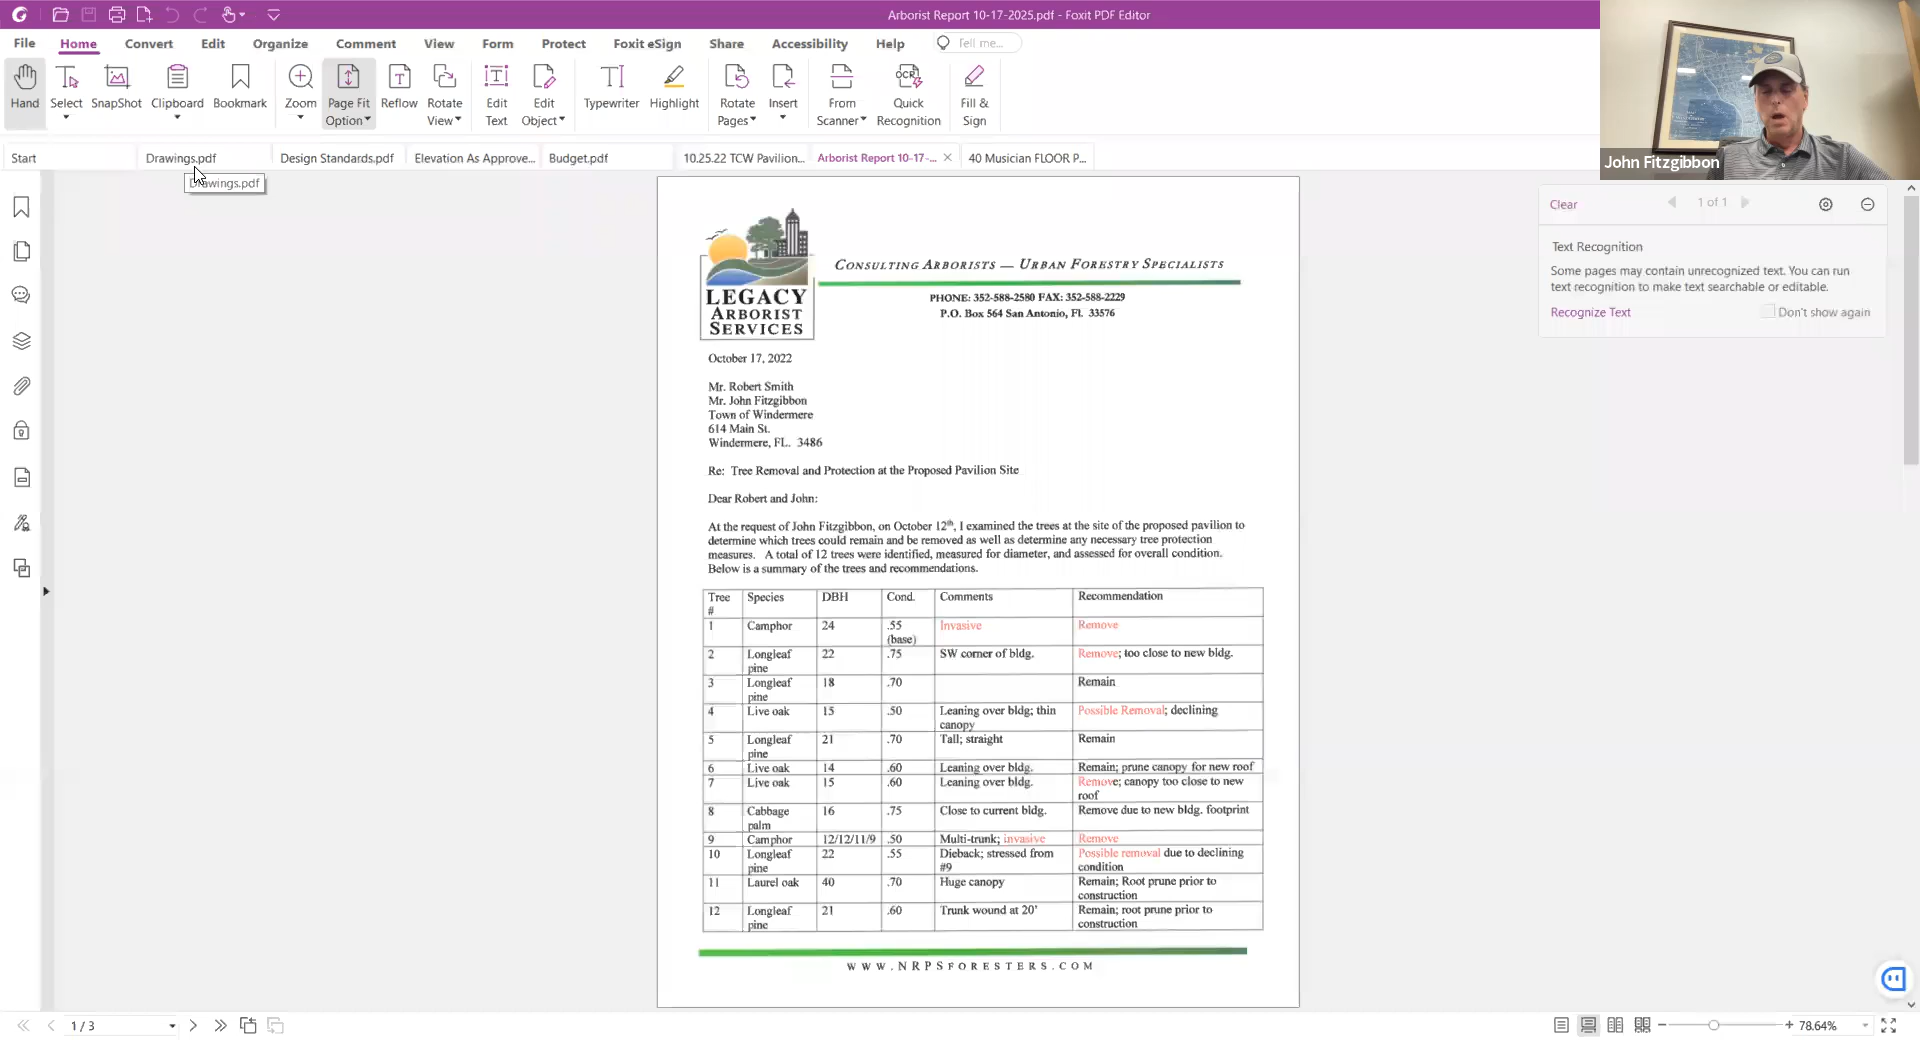 Arborist Report 10-17-2025.pdf - Foxit PDF Editor
File Home Convert Edit Organize Comment View Form Protect Foxit eSign Share Accessibility Help Tell me...
Hand Select SnapShot Clipboard Bookmark Zoom Page Fit Option Reflow Rotate View Edit Text Edit Object Typewriter Highlight Rotate Pages Insert From Scanner Quick Recognition Fill & Sign
Start Drawings.pdf Design Standards.pdf Elevation As Approve... Budget.pdf 10.25.22 TCW Pavilion... Arborist Report 10-17-... 40 Musician FLOOR P...
Drawings.pdf
John Fitzgibbon
Clear 1 of 1
Text Recognition
Some pages may contain unrecognized text. You can run
text recognition to make text searchable or editable.
Recognize Text Don't show again
LEGACY
ARBORIST
SERVICES
CONSULTING ARBORISTS — URBAN FORESTRY SPECIALISTS
PHONE: 352-588-2580 FAX: 352-588-2229
P.O. Box 564 San Antonio, Fl. 33576
October 17, 2022
Mr. Robert Smith
Mr. John Fitzgibbon
Town of Windermere
614 Main St.
Windermere, FL. 3486
Re: Tree Removal and Protection at the Proposed Pavilion Site
Dear Robert and John:
At the request of John Fitzgibbon, on October 12th, I examined the trees at the site of the proposed pavilion to
determine which trees could remain and be removed as well as determine any necessary tree protection
measures. A total of 12 trees were identified, measured for diameter, and assessed for overall condition.
Below is a summary of the trees and recommendations.
Tree # Species DBH Cond. Comments Recommendation
1 Camphor 24 .55 (base) Invasive Remove
2 Longleaf pine 22 .75 SW corner of bldg. Remove; too close to new bldg.
3 Longleaf pine 18 .70 Remain
4 Live oak 15 .50 Leaning over bldg; thin canopy Possible Removal; declining
5 Longleaf pine 21 .70 Tall; straight Remain
6 Live oak 14 .60 Leaning over bldg. Remain; prune canopy for new roof
7 Live oak 15 .60 Leaning over bldg. Remove; canopy too close to new roof
8 Cabbage palm 16 .75 Close to current bldg. Remove due to new bldg. footprint
9 Camphor 12/12/11/9 .50 Multi-trunk; invasive Remove
10 Longleaf pine 22 .55 Dieback; stressed from #9 Possible removal due to declining condition
11 Laurel oak 40 .70 Huge canopy Remain; Root prune prior to construction
12 Longleaf pine 21 .60 Trunk wound at 20' Remain; root prune prior to construction
WWW.NRPSFORESTERS.COM
1 / 3
78.64%